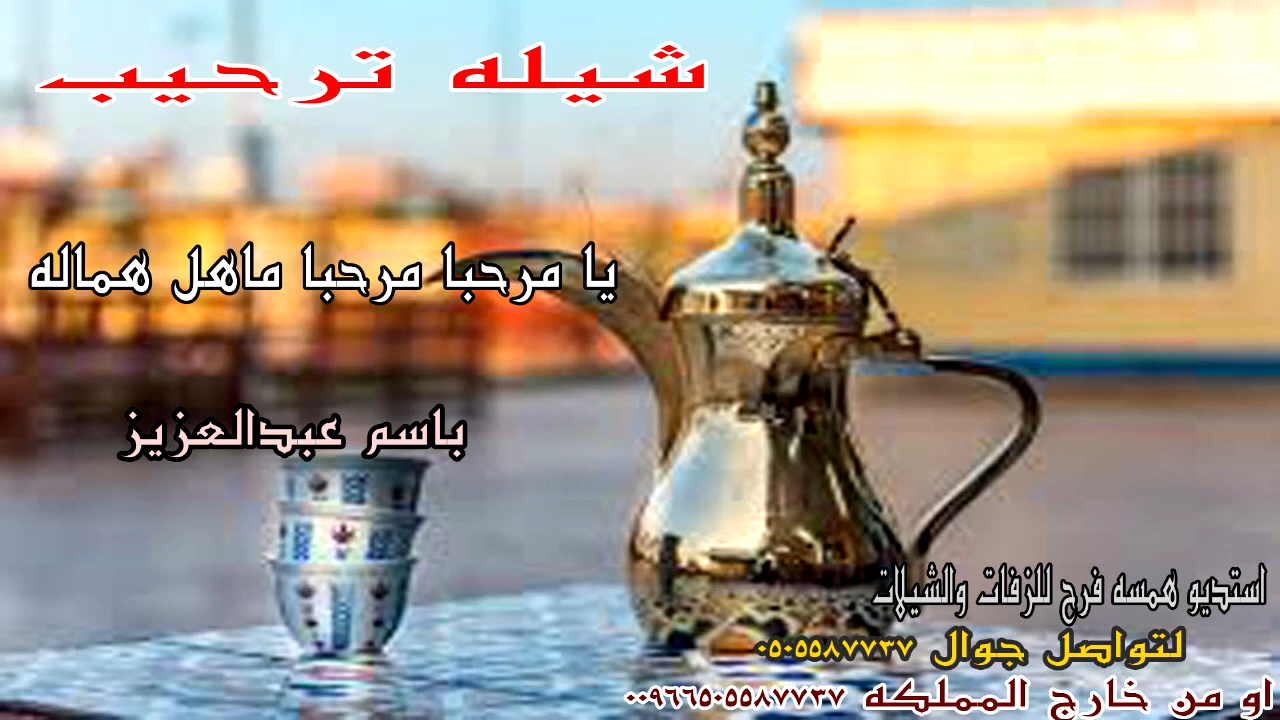 شيله ترحيب
يا مرحبا مرحبا ماهل هماله
باسم عبدالعزيز
استديو همسه فرح للزفات والشيلات
لتواصل جوال ٠٥٠٥٥٨٧٧٣٧
او من خارج المملكه ٠٠٩٦٦٥٠٥٥٨٧٧٣٧